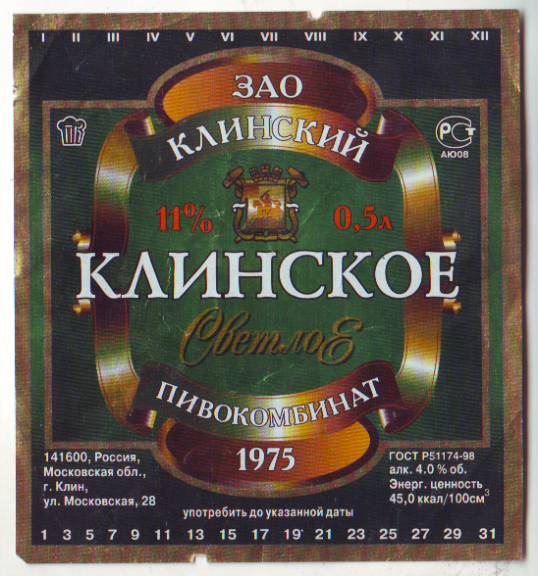 I II III IV V VI VII VIII IX X XI XII
ЗАО
КЛИНСКИЙ
ПК
РСТ
АЮ08
11% 0,5л
КЛИНСКОЕ
Светлое
ПИВОКОМБИНАТ
1975
141600, Россия,
Московская обл.,
г. Клин,
ул. Московская, 28
ГОСТ Р51174-98
алк. 4.0 % об.
Энерг. ценность
45,0 ккал/100см³
употребить до указанной даты
1 3 5 7 9 11 13 15 17 19 21 23 25 27 29 31